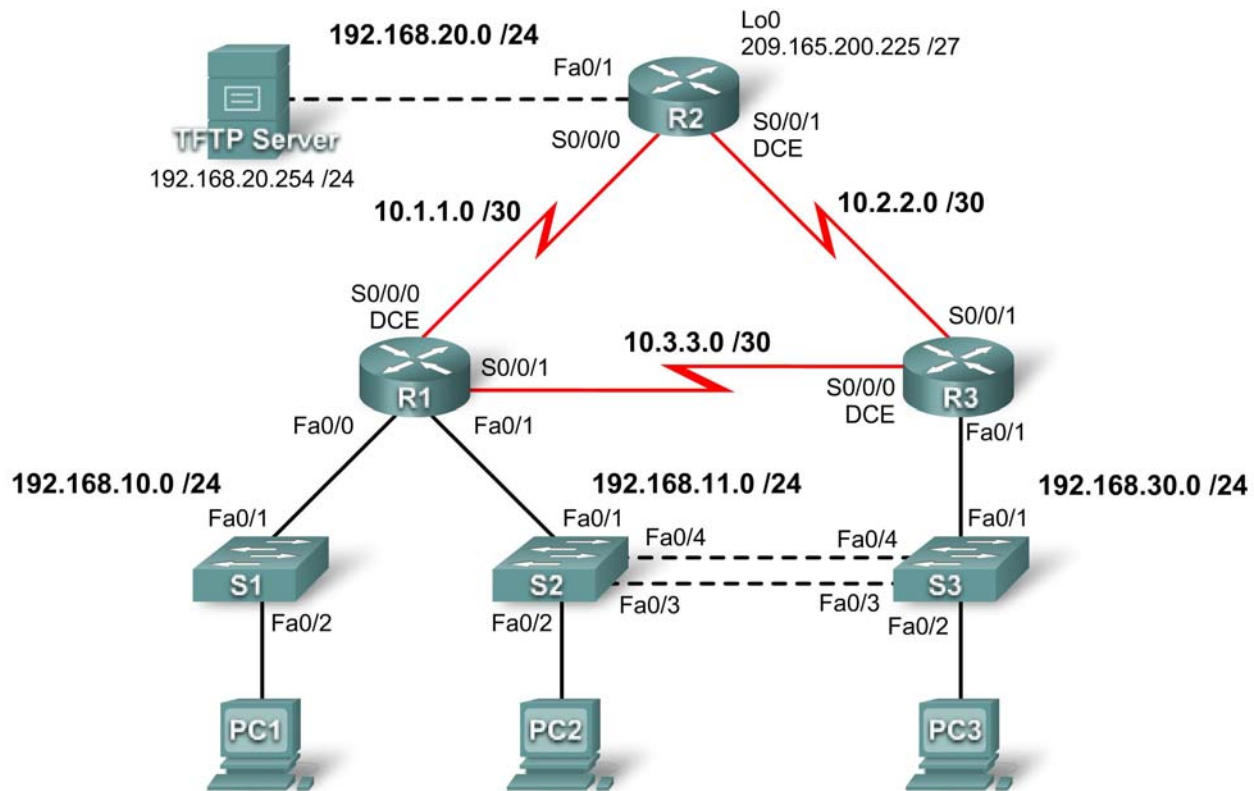 Lo0
209.165.200.225 /27
192.168.20.0 /24
Fa0/1
R2
TFTP Server
192.168.20.254 /24
S0/0/0
S0/0/1
DCE
10.1.1.0 /30
10.2.2.0 /30
S0/0/0
DCE
S0/0/1
10.3.3.0 /30
R1
S0/0/1
R3
S0/0/0
DCE
Fa0/0
Fa0/1
Fa0/1
192.168.10.0 /24
192.168.11.0 /24
192.168.30.0 /24
Fa0/1
Fa0/1
Fa0/1
Fa0/4
Fa0/4
S1
S2
S3
Fa0/3
Fa0/3
Fa0/2
Fa0/2
Fa0/2
PC1
PC2
PC3